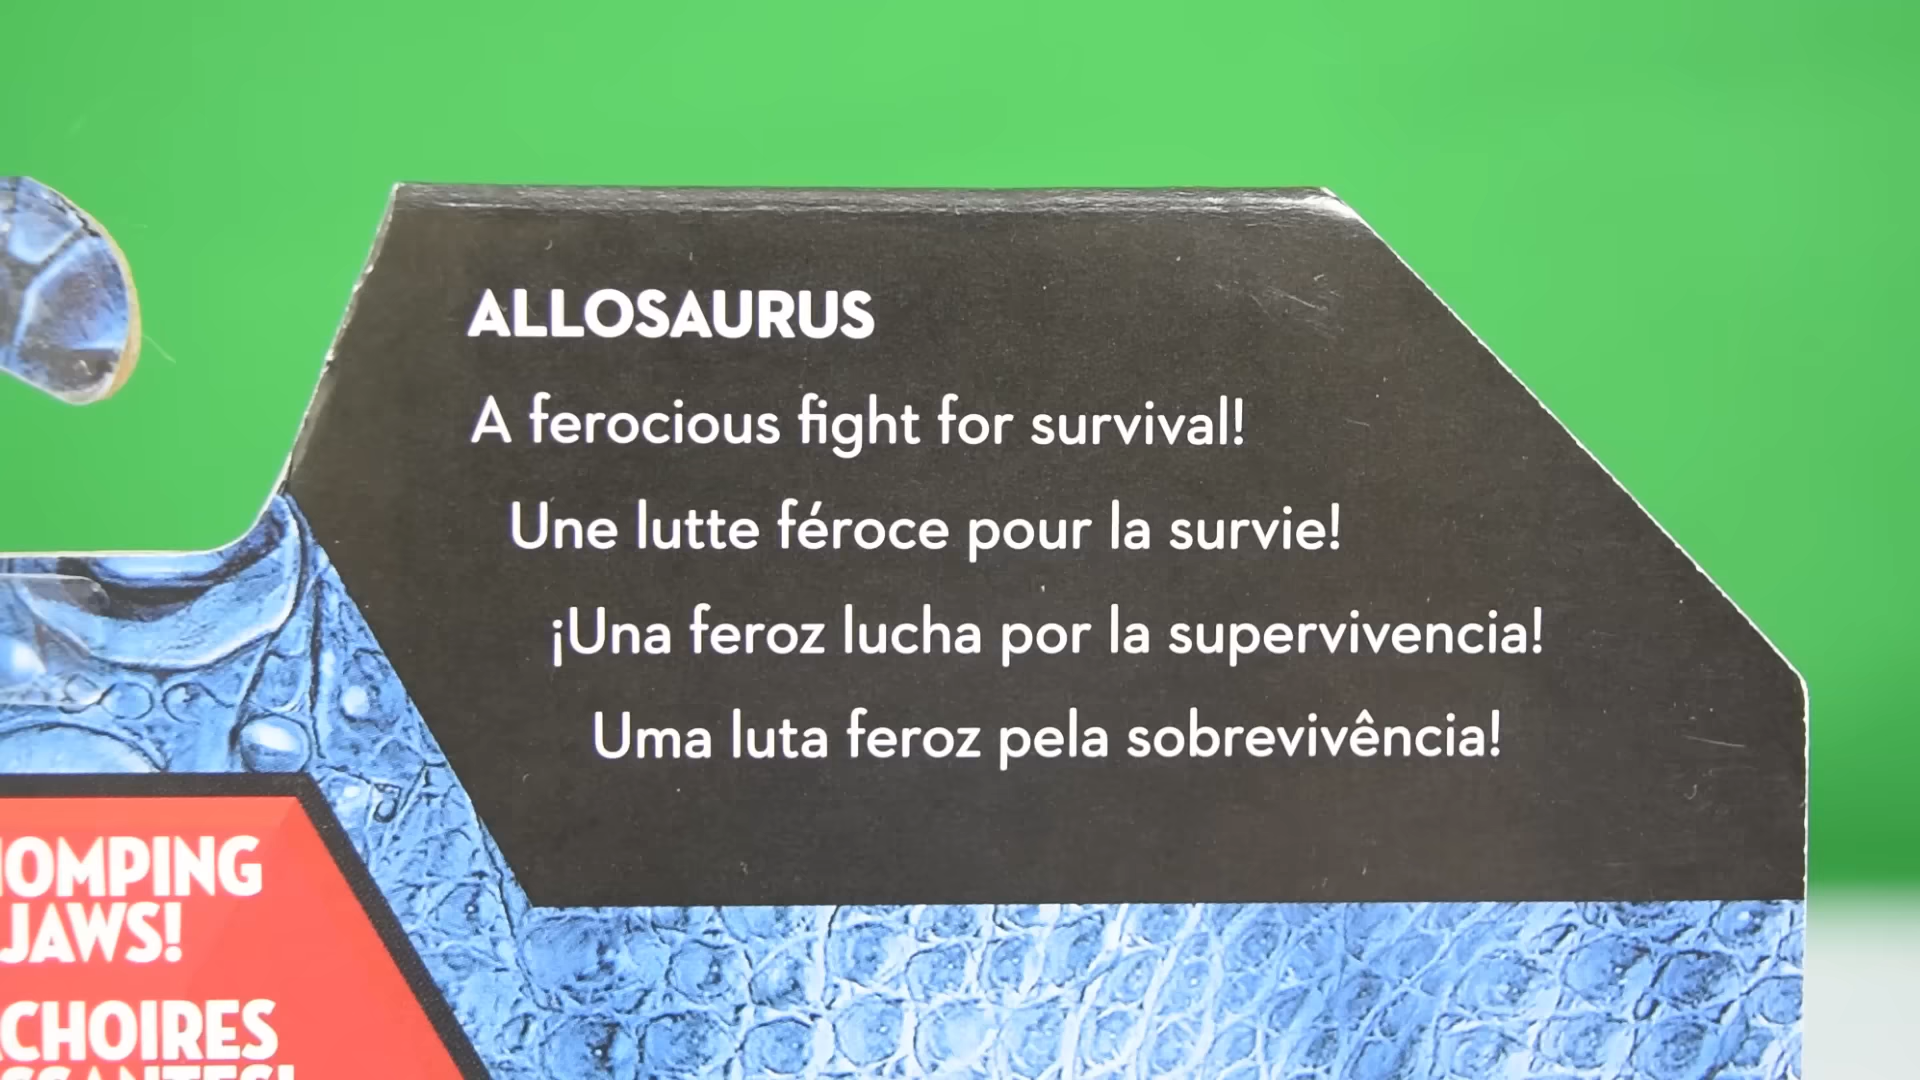 ALLOSAURUS
A ferocious fight for survival!
Une lutte féroce pour la survie!
¡Una feroz lucha por la supervivencia!
Uma luta feroz pela sobrevivência!
JAWS!